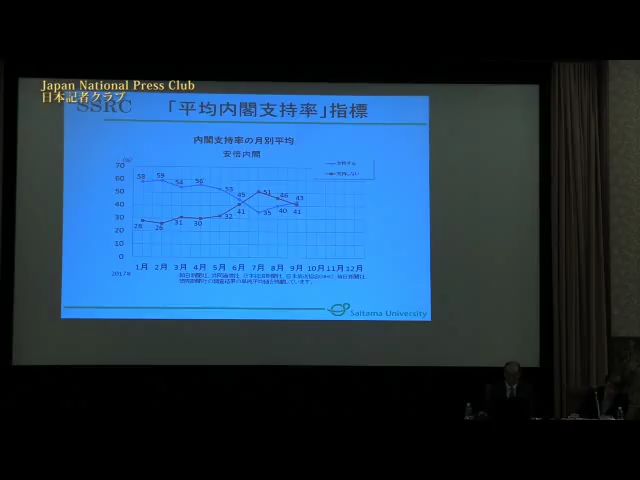 Japan National Press Club
日本記者クラブ
SSRC 「平均内閣支持率」指標
内閣支持率の月別平均
安倍内閣
(%)
支持する
支持しない
70
60
50
40
30
20
10
0
58 59 54 56 53 45 35 40 43
28 26 31 30 32 41 51 46 41
1月 2月 3月 4月 5月 6月 7月 8月 9月 10月 11月 12月
2017年
Saitama University